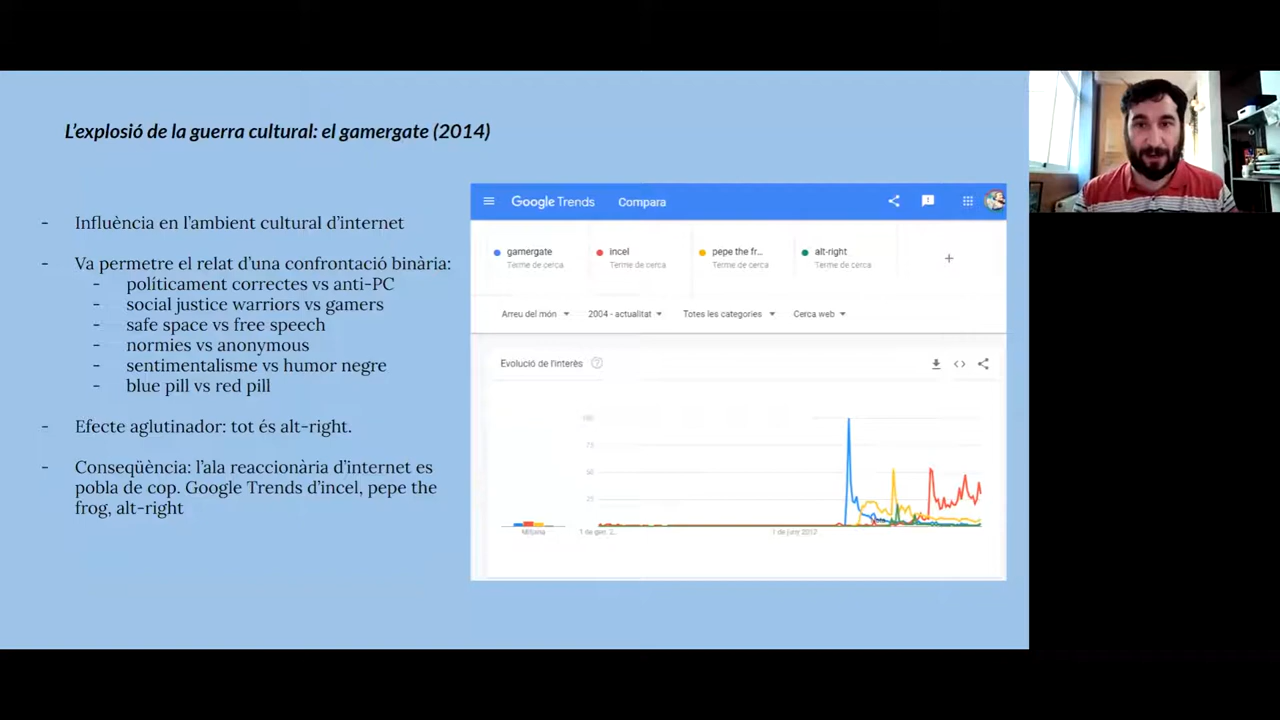 L'explosió de la guerra cultural: el gamergate (2014)
- Influència en l'ambient cultural d'internet
- Va permetre el relat d'una confrontació binària:
- políticament correctes vs anti-PC
- social justice warriors vs gamers
- safe space vs free speech
- normies vs anonymous
- sentimentalisme vs humor negre
- blue pill vs red pill
- Efecte aglutinador: tot és alt-right.
- Conseqüència: l'ala reaccionària d'internet es
pobla de cop. Google Trends d'incel, pepe the
frog, alt-right
Google Trends Compara
gamergate incel pepe the fr... alt-right
Terme de cerca Terme de cerca Terme de cerca Terme de cerca
Arreu del món 2004 - actualitat Totes les categories Cerca web
Evolució de l'interès
100
75
50
25
Mitjana 1 de gen. 2... 1 de juny 2012